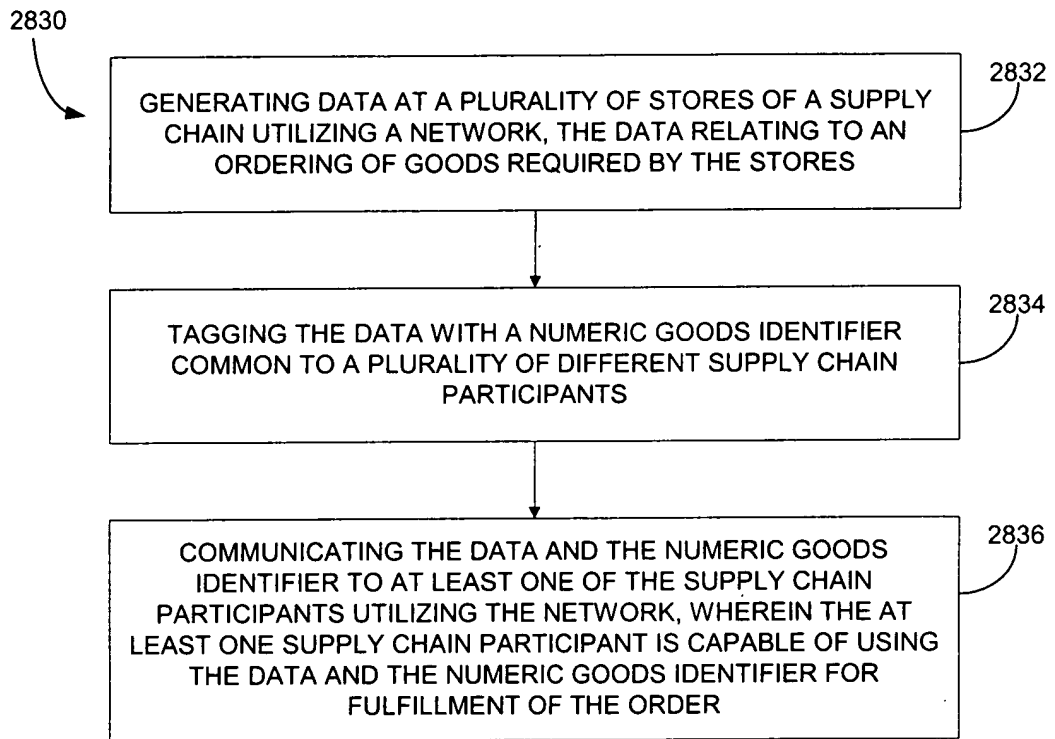 2830
2832
GENERATING DATA AT A PLURALITY OF STORES OF A SUPPLY
CHAIN UTILIZING A NETWORK, THE DATA RELATING TO AN
ORDERING OF GOODS REQUIRED BY THE STORES
2834
TAGGING THE DATA WITH A NUMERIC GOODS IDENTIFIER
COMMON TO A PLURALITY OF DIFFERENT SUPPLY CHAIN
PARTICIPANTS
2836
COMMUNICATING THE DATA AND THE NUMERIC GOODS
IDENTIFIER TO AT LEAST ONE OF THE SUPPLY CHAIN
PARTICIPANTS UTILIZING THE NETWORK, WHEREIN THE AT
LEAST ONE SUPPLY CHAIN PARTICIPANT IS CAPABLE OF USING
THE DATA AND THE NUMERIC GOODS IDENTIFIER FOR
FULFILLMENT OF THE ORDER